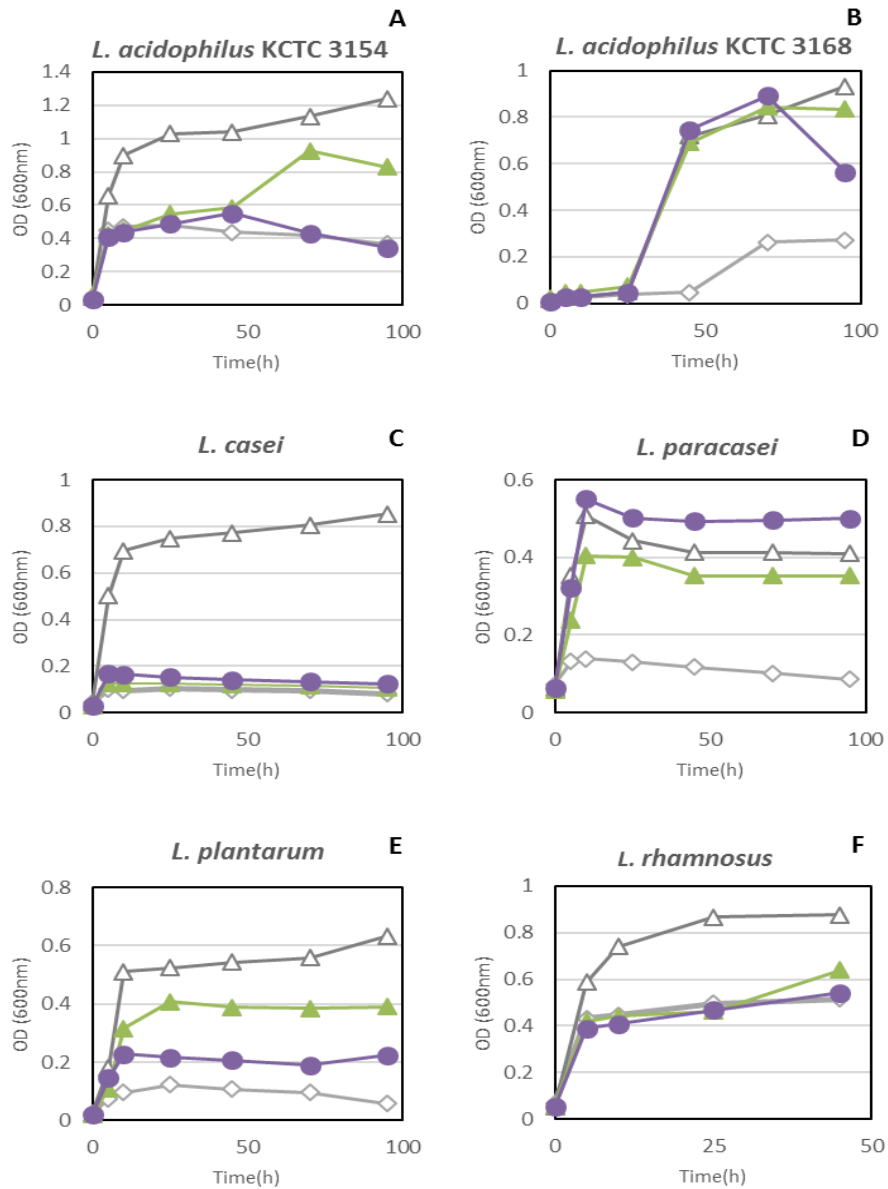 A
L. acidophilus KCTC 3154
OD (600nm)
1.4
1.2
1
0.8
0.6
0.4
0.2
0
0 50 100
Time(h)
B
L. acidophilus KCTC 3168
OD (600nm)
1
0.8
0.6
0.4
0.2
0
0 50 100
Time(h)
C
L. casei
OD (600nm)
1
0.8
0.6
0.4
0.2
0
0 50 100
Time(h)
D
L. paracasei
OD (600nm)
0.6
0.4
0.2
0
0 50 100
Time(h)
E
L. plantarum
OD (600nm)
0.8
0.6
0.4
0.2
0
0 50 100
Time(h)
F
L. rhamnosus
OD (600nm)
1
0.8
0.6
0.4
0.2
0
0 25 50
Time(h)